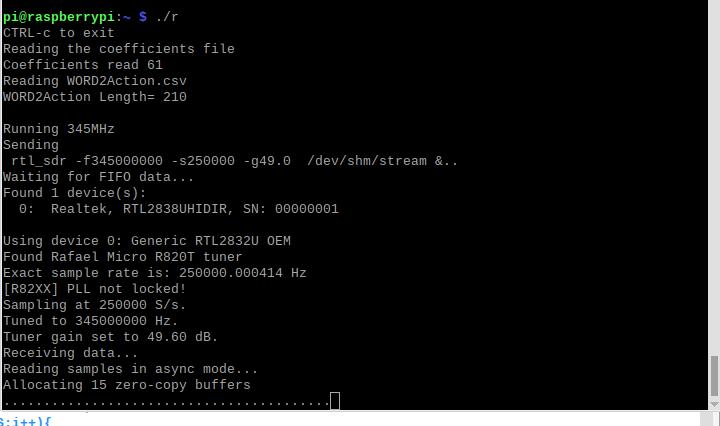 pi@raspberrypi:~ $ ./r
CTRL-c to exit
Reading the coefficients file
Coefficients read 61
Reading WORD2Action.csv
WORD2Action Length= 210
Running 345MHz
Sending
rtl_sdr -f345000000 -s250000 -g49.0  /dev/shm/stream &..
Waiting for FIFO data...
Found 1 device(s):
0:  Realtek, RTL2838UHIDIR, SN: 00000001
Using device 0: Generic RTL2832U OEM
Found Rafael Micro R820T tuner
Exact sample rate is: 250000.000414 Hz
[R82XX] PLL not locked!
Sampling at 250000 S/s.
Tuned to 345000000 Hz.
Tuner gain set to 49.60 dB.
Receiving data...
Reading samples in async mode...
Allocating 15 zero-copy buffers
.........................................
S;i++){